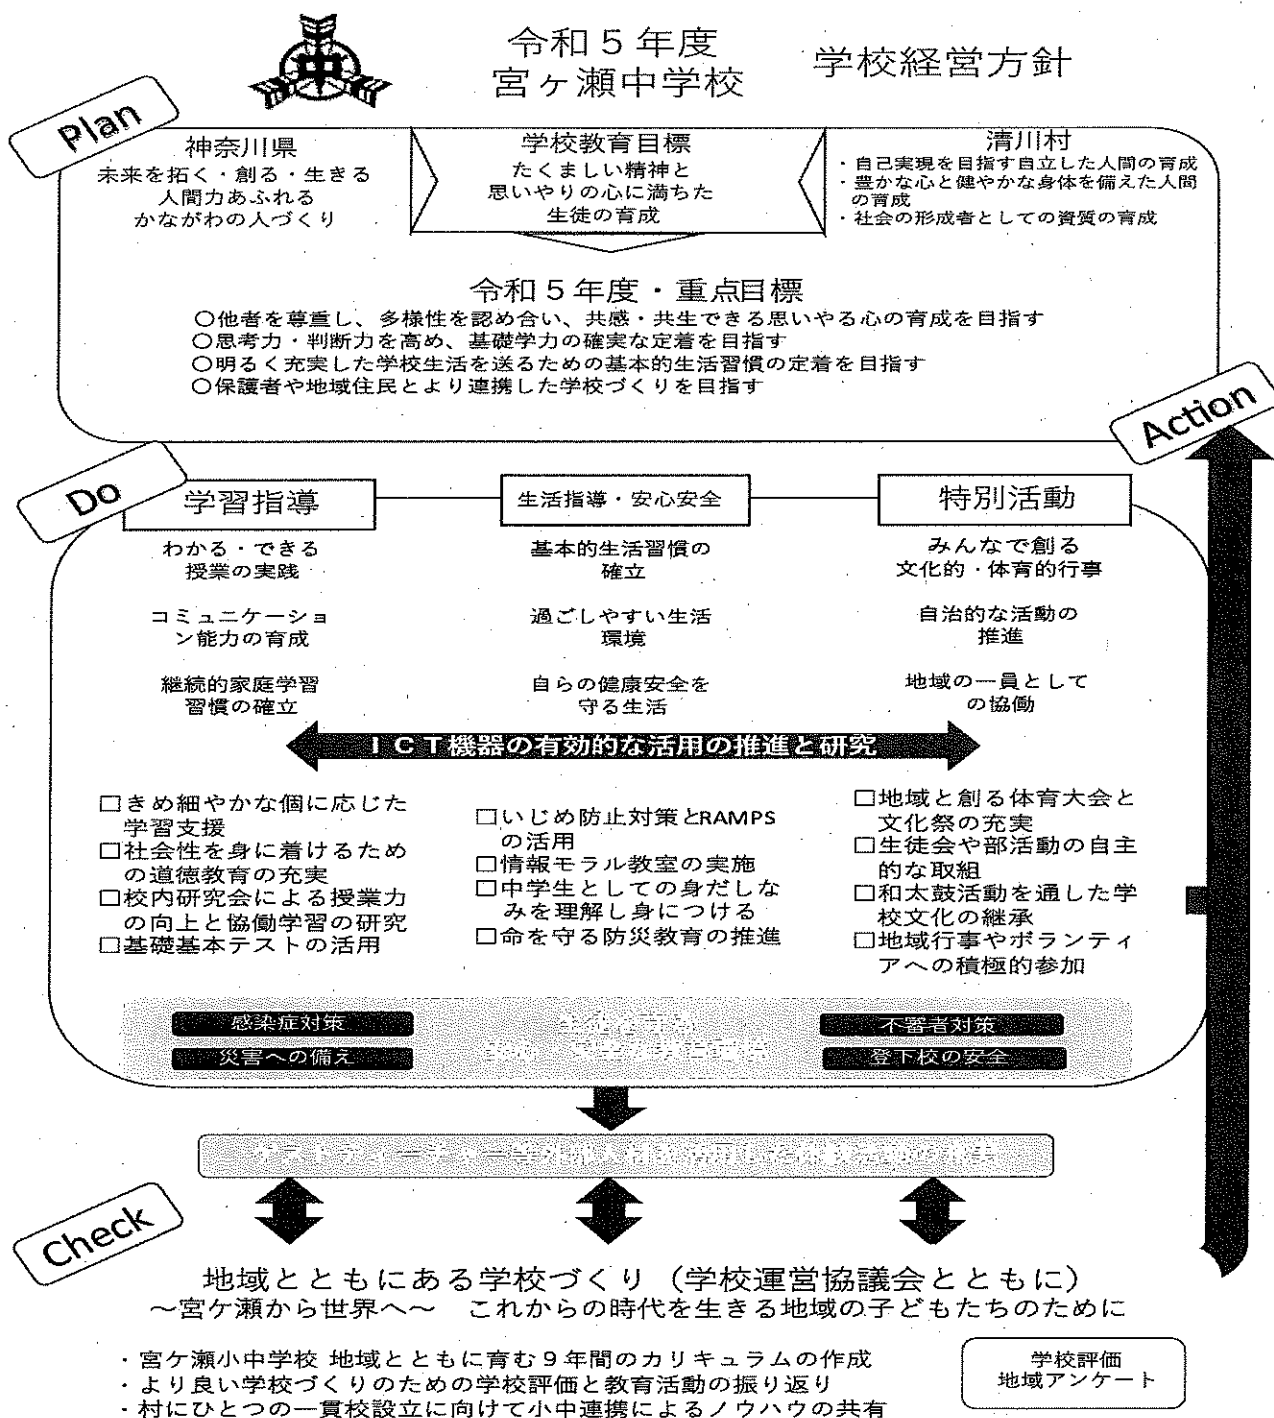 中
令和５年度
宮ヶ瀬中学校
学校経営方針
Plan
神奈川県
未来を拓く・創る・生きる
人間力あふれる
かながわの人づくり
学校教育目標
たくましい精神と
思いやりの心に満ちた
生徒の育成
清川村
・自己実現を目指す自立した人間の育成
・豊かな心と健やかな身体を備えた人間
の育成
・社会の形成者としての資質の育成
令和５年度・重点目標
○他者を尊重し、多様性を認め合い、共感・共生できる思いやる心の育成を目指す
○思考力・判断力を高め、基礎学力の確実な定着を目指す
○明るく充実した学校生活を送るための基本的生活習慣の定着を目指す
○保護者や地域住民とより連携した学校づくりを目指す
Action
Do
学習指導
わかる・できる
授業の実践
コミュニケーショ
ン能力の育成
継続的家庭学習
習慣の確立
生活指導・安心安全
基本的生活習慣の
確立
過ごしやすい生活
環境
自らの健康安全を
守る生活
特別活動
みんなで創る
文化的・体育的行事
自治的な活動の
推進
地域の一員として
の協働
ＩＣＴ機器の有効的な活用の推進と研究
□きめ細やかな個に応じた
学習支援
□社会性を身に着けるため
の道徳教育の充実
□校内研究会による授業力
の向上と協働学習の研究
□基礎基本テストの活用
□いじめ防止対策とRAMPS
の活用
□情報モラル教室の実施
□中学生としての身だしな
みを理解し身につける
□命を守る防災教育の推進
□地域と創る体育大会と
文化祭の充実
□生徒会や部活動の自主
的な取組
□和太鼓活動を通した学
校文化の継承
□地域行事やボランティ
アへの積極的参加
感染症対策
災害への備え
不審者対策
登下校の安全
ゲストティーチャー等外部人材を活用した体験活動の充実
Check
地域とともにある学校づくり（学校運営協議会とともに）
～宮ケ瀬から世界へ～　これからの時代を生きる地域の子どもたちのために
・宮ケ瀬小中学校 地域とともに育む９年間のカリキュラムの作成
・より良い学校づくりのための学校評価と教育活動の振り返り
・村にひとつの一貫校設立に向けて小中連携によるノウハウの共有
学校評価
地域アンケート